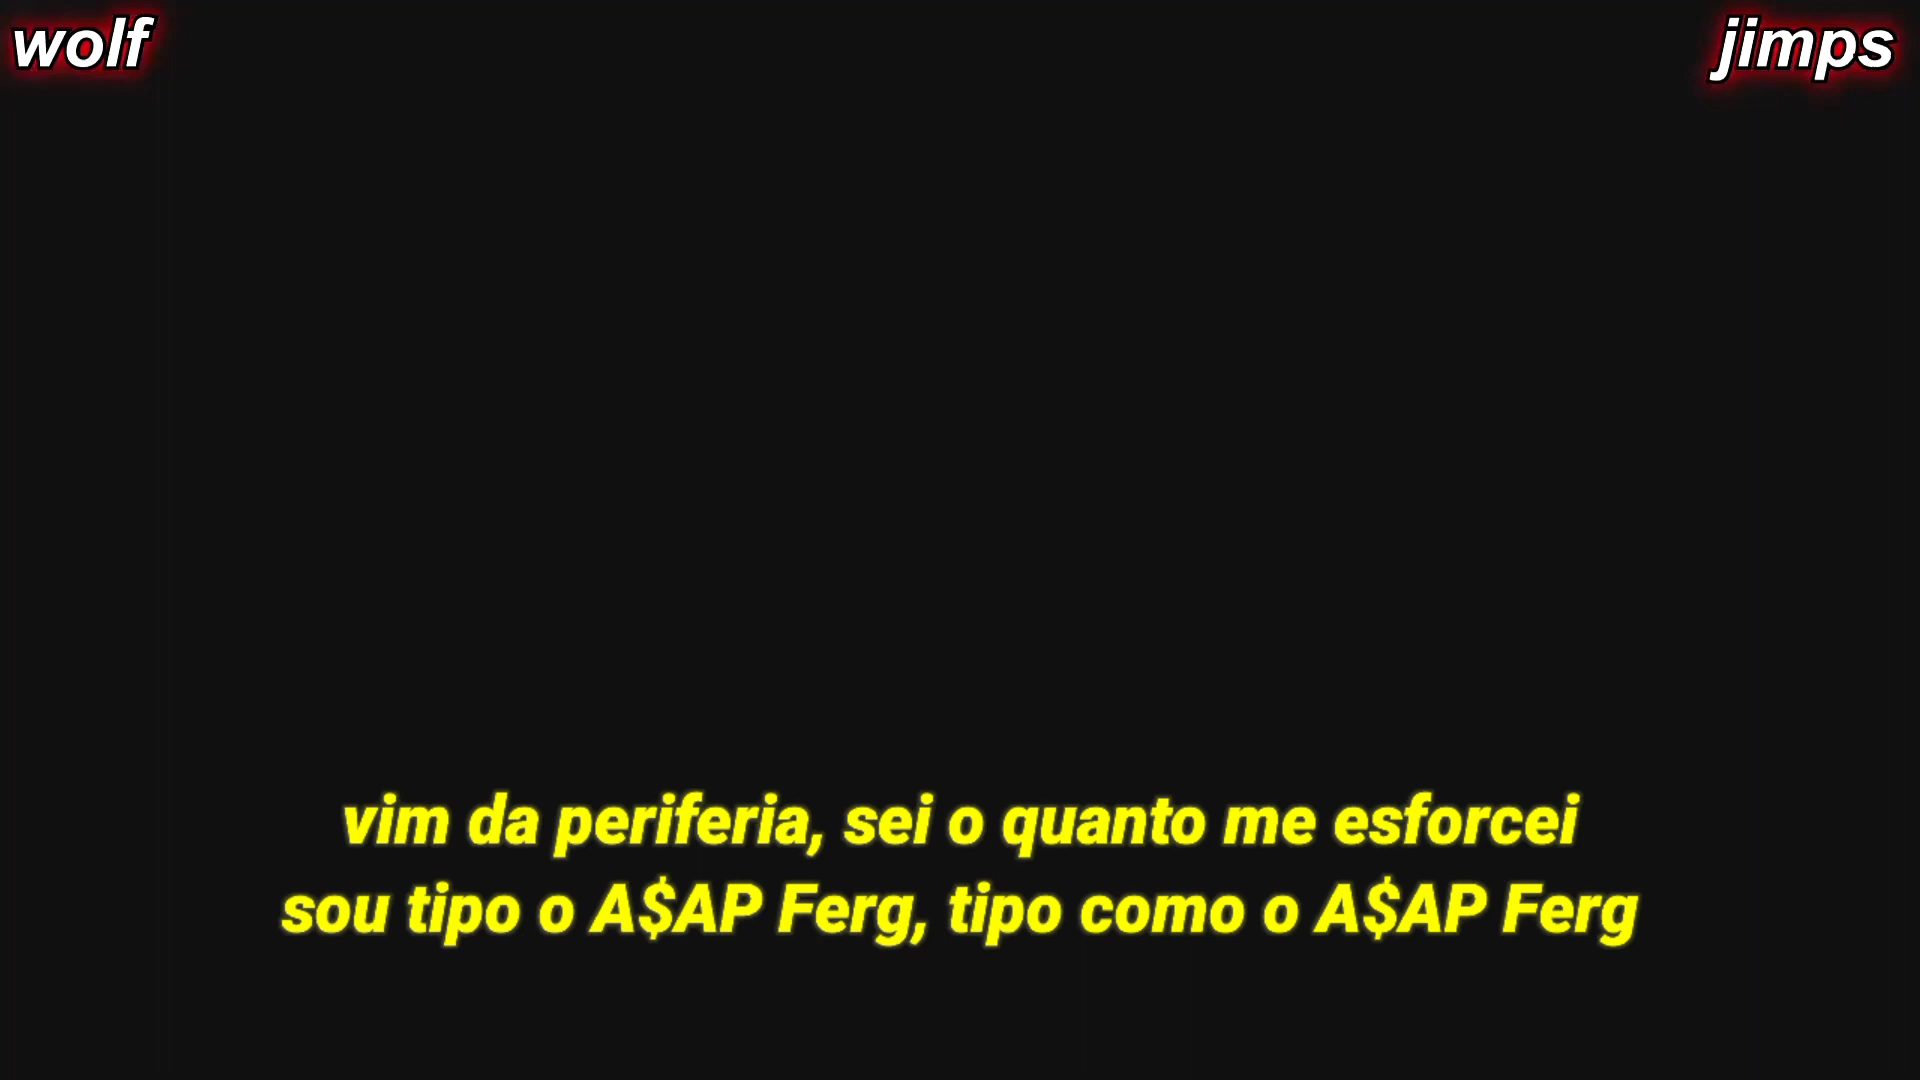 wolf
jimps
vim da periferia, sei o quanto me esforcei
sou tipo o A$AP Ferg, tipo como o A$AP Ferg